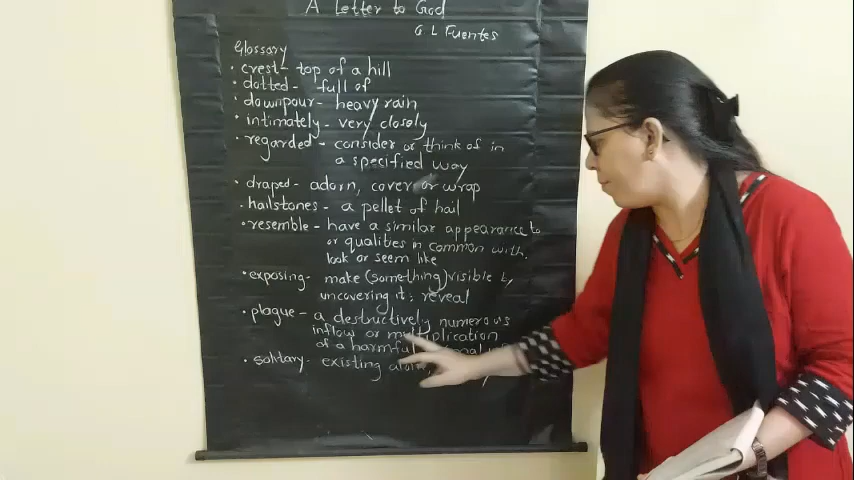 A Letter to God
G L Fuentes
Glossary
• crest - top of a hill
• dotted - full of
• downpour - heavy rain
• intimately - very closely
• regarded - consider or think of in
a specified way
• draped - adorn, cover or wrap
• hailstones - a pellet of hail
• resemble - have a similar appearance to
or qualities in common with.
look or seem like
• exposing - make (something) visible by
uncovering it; reveal
• plague - a destructively numerous
inflow or multiplication
of a harmful
• solitary - existing